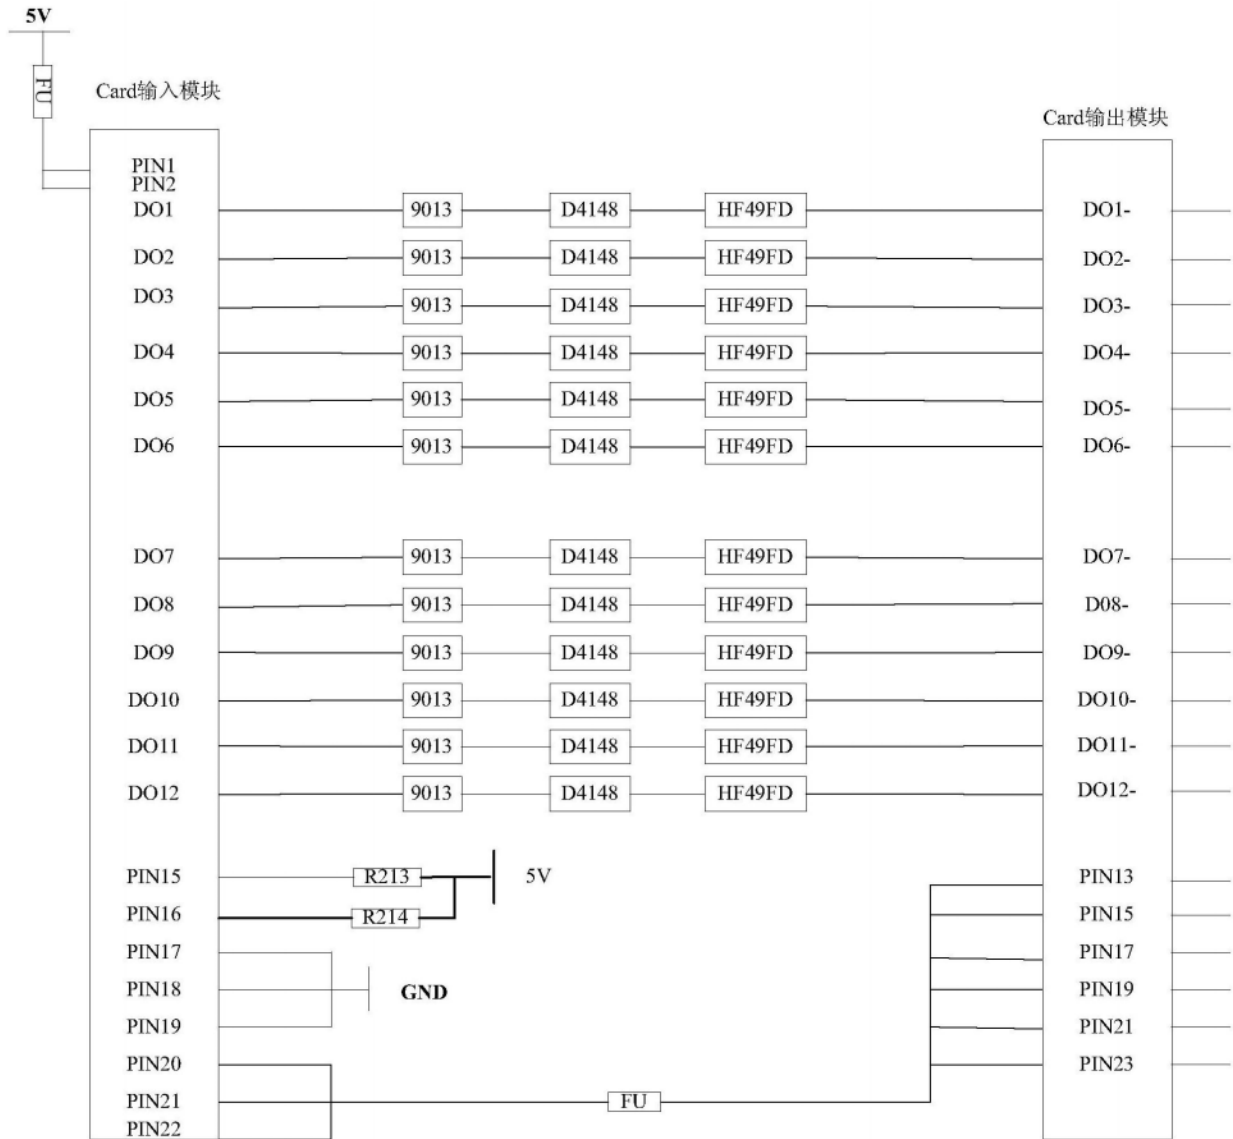 5V
FU
Card输入模块
Card输出模块
PIN1
PIN2
DO1 9013 D4148 HF49FD DO1-
DO2 9013 D4148 HF49FD DO2-
DO3 9013 D4148 HF49FD DO3-
DO4 9013 D4148 HF49FD DO4-
DO5 9013 D4148 HF49FD DO5-
DO6 9013 D4148 HF49FD DO6-
DO7 9013 D4148 HF49FD DO7-
DO8 9013 D4148 HF49FD D08-
DO9 9013 D4148 HF49FD DO9-
DO10 9013 D4148 HF49FD DO10-
DO11 9013 D4148 HF49FD DO11-
DO12 9013 D4148 HF49FD DO12-
PIN15 R213 5V PIN13
PIN16 R214 PIN15
PIN17 PIN17
PIN18 GND PIN19
PIN19 PIN21
PIN20 PIN23
PIN21 FU
PIN22